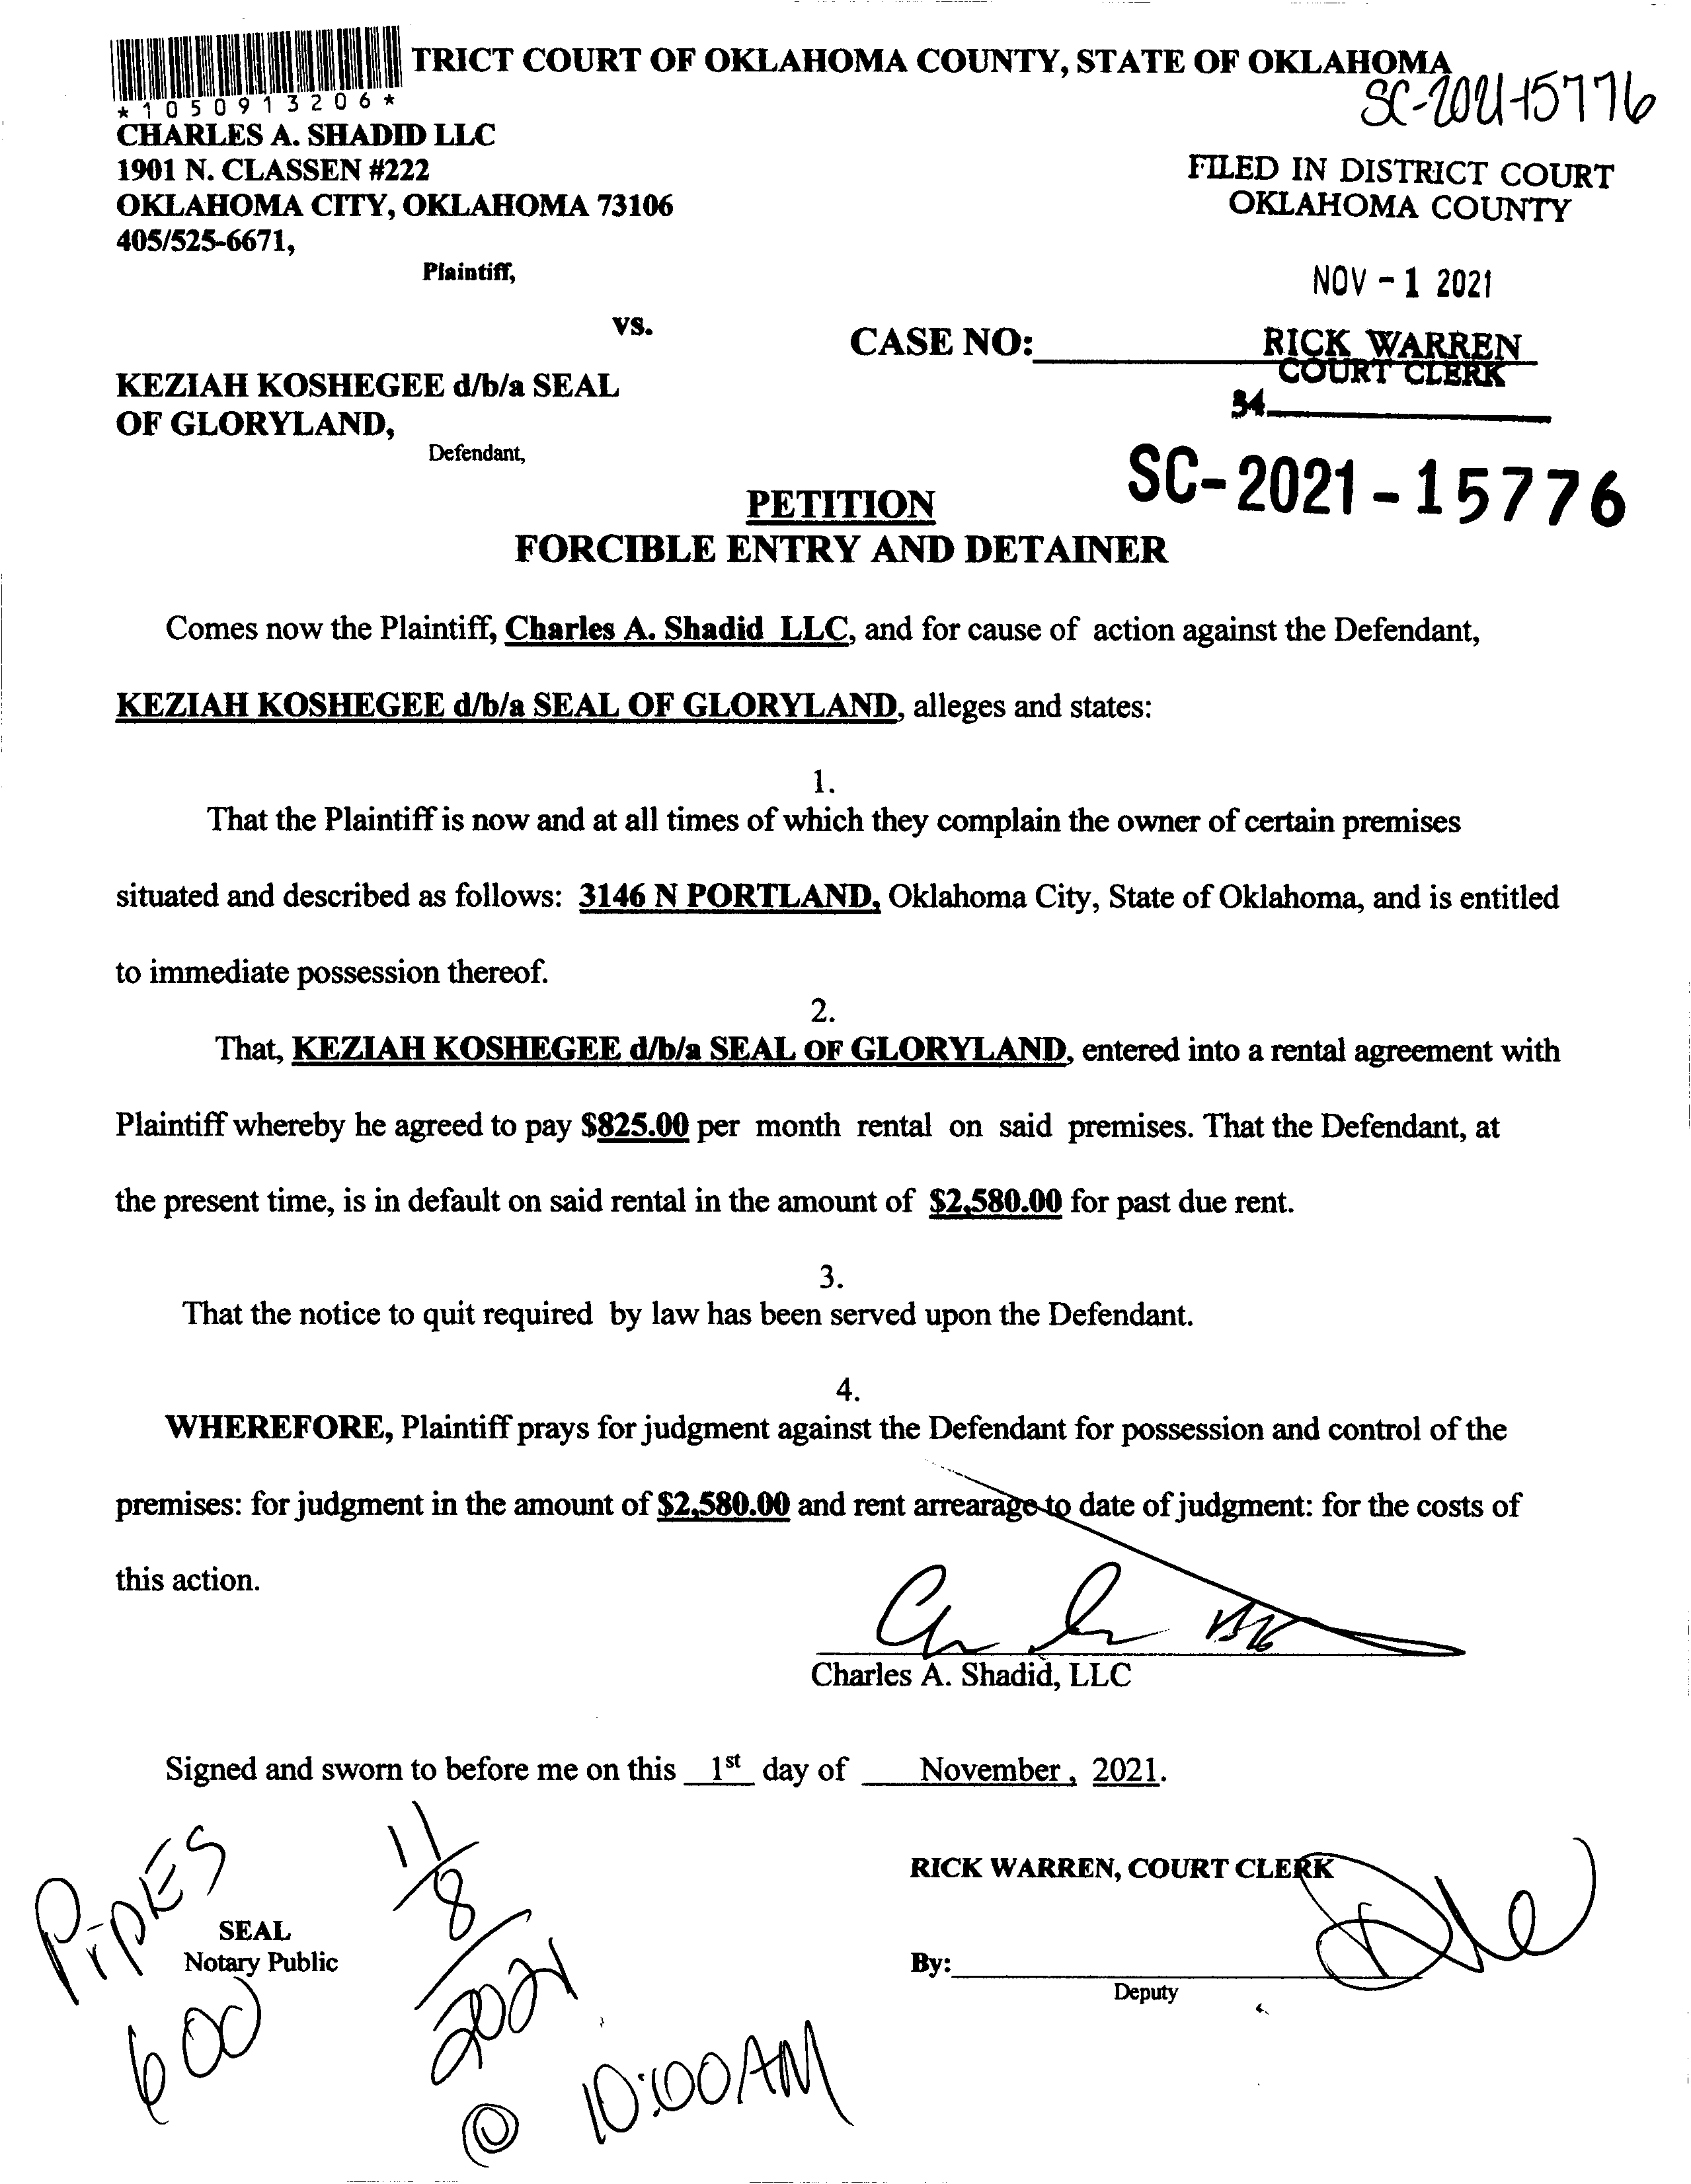 TRICT COURT OF OKLAHOMA COUNTY, STATE OF OKLAHOMA
*1050913206*
SC-2021-15776
CHARLES A. SHADID LLC
1901 N. CLASSEN #222
OKLAHOMA CITY, OKLAHOMA 73106
405/525-6671,
Plaintiff,
FILED IN DISTRICT COURT
OKLAHOMA COUNTY
NOV - 1 2021
vs.
CASE NO:
RICK WARREN
COURT CLERK
34
KEZIAH KOSHEGEE d/b/a SEAL
OF GLORYLAND,
Defendant,
SC-2021-15776
PETITION
FORCIBLE ENTRY AND DETAINER
Comes now the Plaintiff, Charles A. Shadid LLC, and for cause of action against the Defendant,
KEZIAH KOSHEGEE d/b/a SEAL OF GLORYLAND, alleges and states:
1.
That the Plaintiff is now and at all times of which they complain the owner of certain premises
situated and described as follows: 3146 N PORTLAND, Oklahoma City, State of Oklahoma, and is entitled
to immediate possession thereof.
2.
That, KEZIAH KOSHEGEE d/b/a SEAL OF GLORYLAND, entered into a rental agreement with
Plaintiff whereby he agreed to pay $825.00 per month rental on said premises. That the Defendant, at
the present time, is in default on said rental in the amount of $2,580.00 for past due rent.
3.
That the notice to quit required by law has been served upon the Defendant.
4.
WHEREFORE, Plaintiff prays for judgment against the Defendant for possession and control of the
premises: for judgment in the amount of $2,580.00 and rent arrearage to date of judgment: for the costs of
this action.
Charles A. Shadid, LLC
Signed and sworn to before me on this 1st day of November, 2021.
RICK WARREN, COURT CLERK
SEAL
Notary Public
By:
Deputy
PIPKES
600
11/8/2021
@ 10:00AM